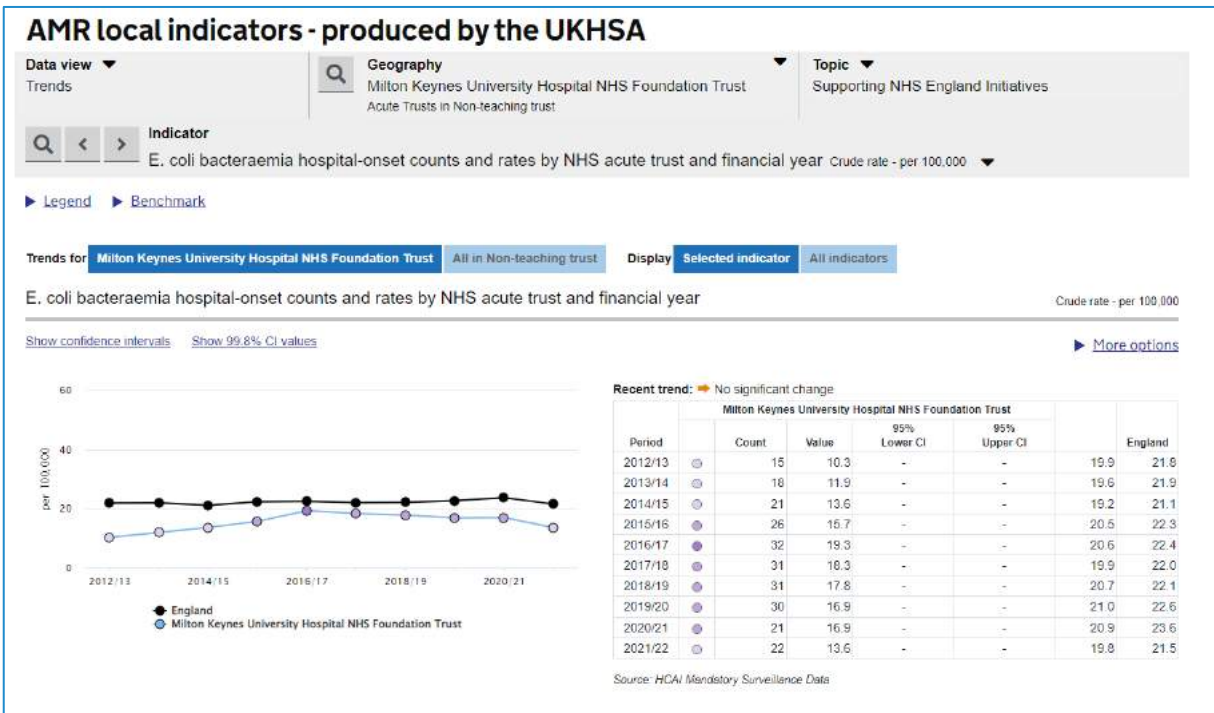 AMR local indicators - produced by the UKHSA
Data view ▼
Trends
Geography ▼
Milton Keynes University Hospital NHS Foundation Trust
Acute Trusts in Non-teaching trust
Topic ▼
Supporting NHS England Initiatives
Indicator
E. coli bacteraemia hospital-onset counts and rates by NHS acute trust and financial year Crude rate - per 100,000 ▼
▶ Legend ▶ Benchmark
Trends for Milton Keynes University Hospital NHS Foundation Trust All in Non-teaching trust Display Selected indicator All indicators
E. coli bacteraemia hospital-onset counts and rates by NHS acute trust and financial year Crude rate - per 100,000
Show confidence intervals Show 99.8% CI values ▶ More options
60
40
20
0
per 100,000
2012/13 2014/15 2016/17 2018/19 2020/21
England
Milton Keynes University Hospital NHS Foundation Trust
Recent trend: No significant change
Milton Keynes University Hospital NHS Foundation Trust
Period Count Value 95% Lower CI 95% Upper CI England
2012/13 15 10.3 - - 19.9 21.8
2013/14 18 11.9 - - 19.6 21.9
2014/15 21 13.6 - - 19.2 21.1
2015/16 26 15.7 - - 20.5 22.3
2016/17 32 19.3 - - 20.6 22.4
2017/18 31 18.3 - - 19.9 22.0
2018/19 31 17.8 - - 20.7 22.1
2019/20 30 16.9 - - 21.0 22.6
2020/21 21 16.9 - - 20.9 23.6
2021/22 22 13.6 - - 19.8 21.5
Source: HCAI Mandatory Surveillance Data